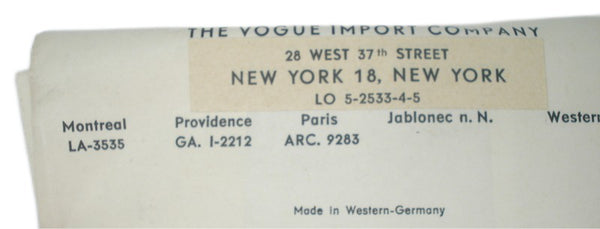 THE VOGUE IMPORT COMPANY
28 WEST 37th STREET
NEW YORK 18, NEW YORK
LO 5-2533-4-5
Montreal Providence Paris Jablonec n. N. Western
LA-3535 GA. I-2212 ARC. 9283
Made in Western-Germany